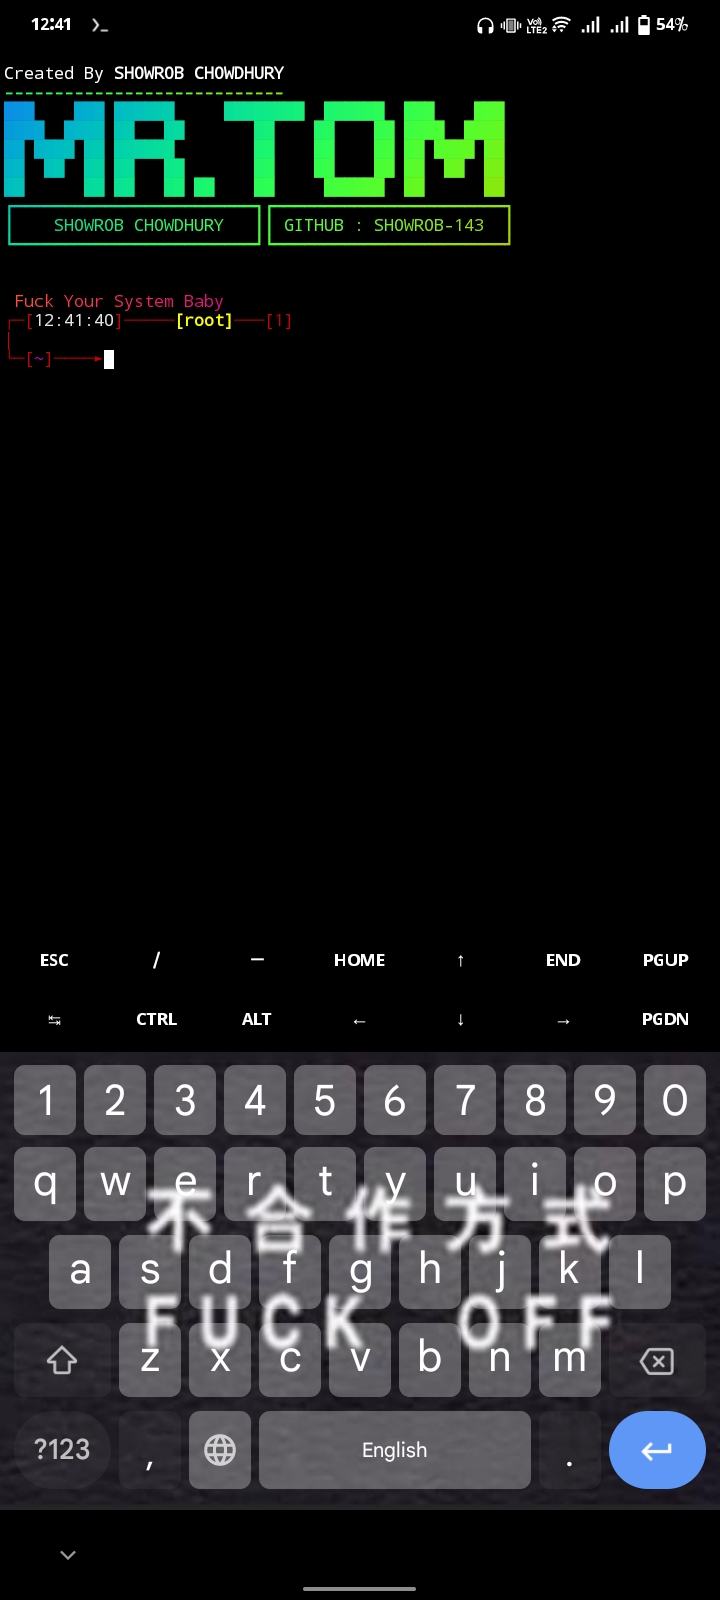 12:41 Vo)) LTE2 54%
Created By SHOWROB CHOWDHURY
----------------------------
MR.TOM
SHOWROB CHOWDHURY GITHUB : SHOWROB-143
Fuck Your System Baby
[12:41:40] [root] [1]
[~]
ESC / — HOME ↑ END PGUP
↹ CTRL ALT ← ↓ → PGDN
1 2 3 4 5 6 7 8 9 0
q w e r t y u i o p
不合作方式
a s d f g h j k l
FUCK OFF
z x c v b n m
?123 , English .